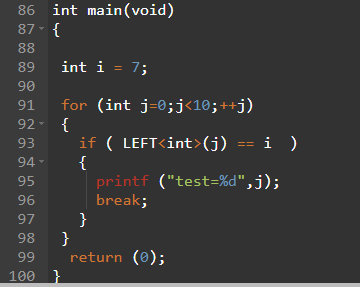 86 int main(void)
87 {
88
89 int i = 7;
90
91 for (int j=0;j<10;++j)
92 {
93 if ( LEFT<int>(j) == i )
94 {
95 printf ("test=%d",j);
96 break;
97 }
98 }
99 return (0);
100 }